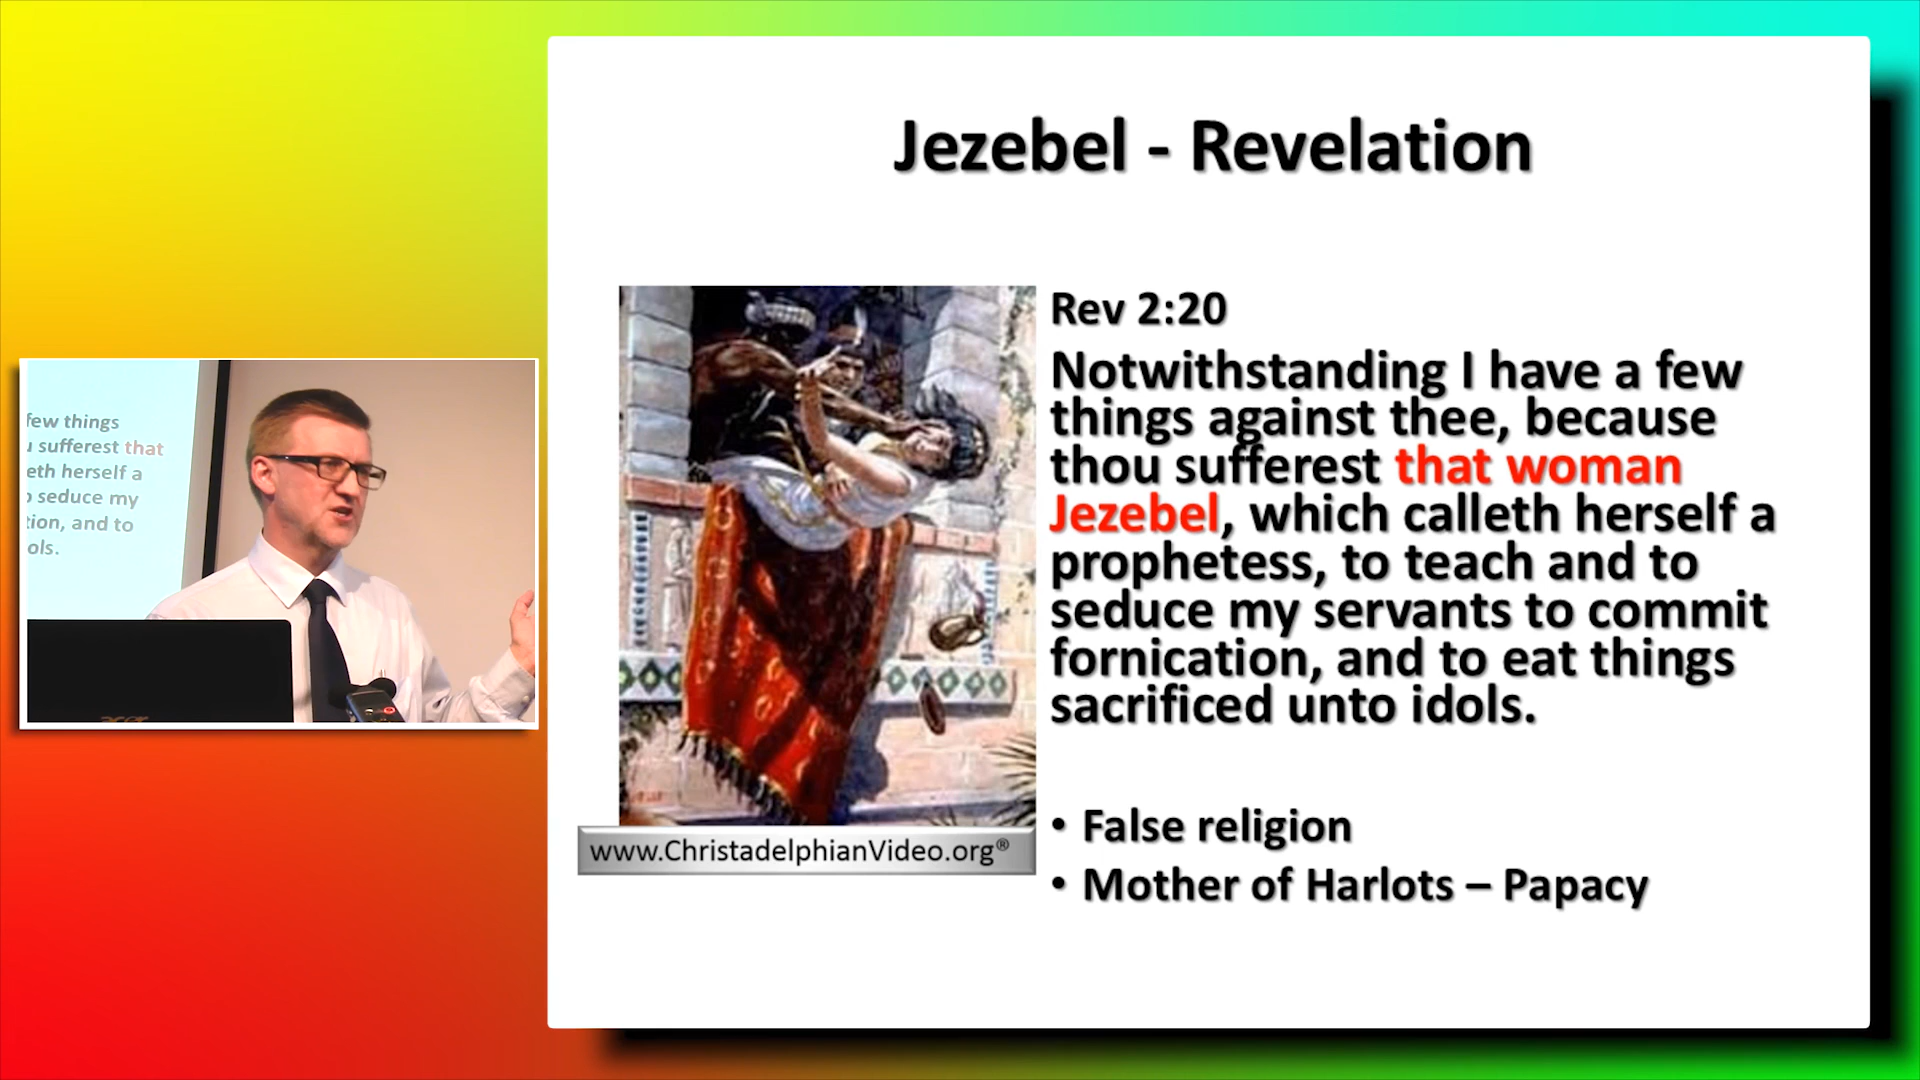 Jezebel - Revelation
Rev 2:20
Notwithstanding I have a few
things against thee, because
thou sufferest that woman
Jezebel, which calleth herself a
prophetess, to teach and to
seduce my servants to commit
fornication, and to eat things
sacrificed unto idols.
• False religion
• Mother of Harlots – Papacy
www.ChristadelphianVideo.org®
few things
sufferest that
eth herself a
seduce my
tion, and to
ols.
acer